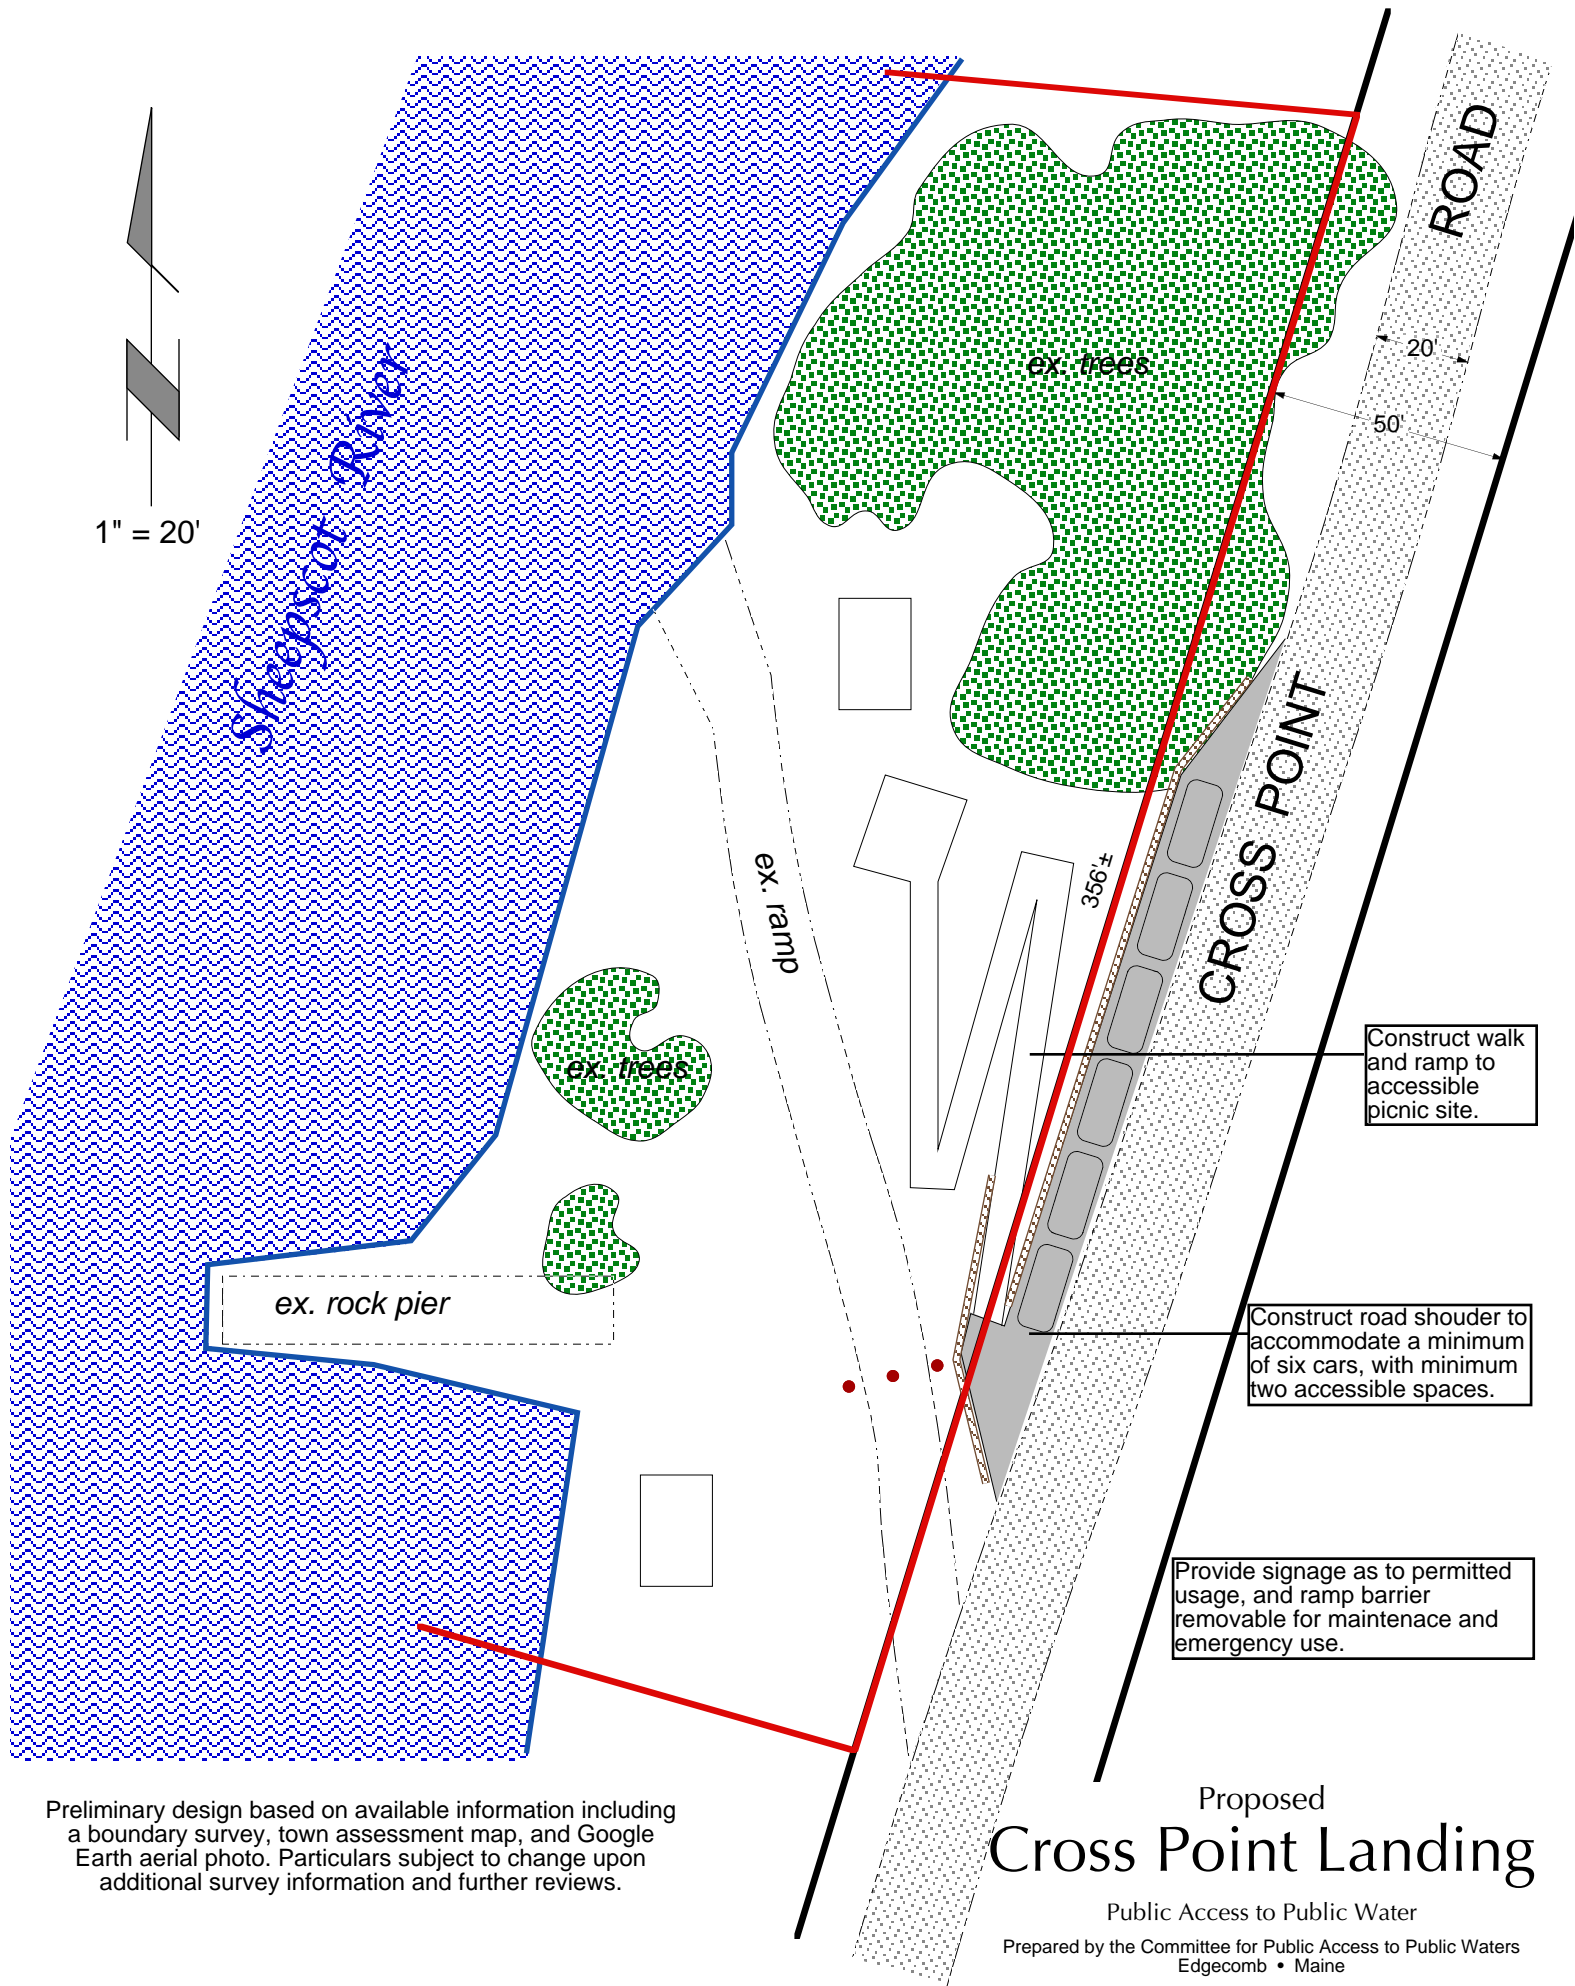 ROAD
20'
50'
ex. trees
Sheepscot River
1" = 20'
CROSS POINT
356'±
ex. ramp
ex. trees
Construct walk
and ramp to
accessible
picnic site.
ex. rock pier
Construct road shouder to
accommodate a minimum
of six cars, with minimum
two accessible spaces.
Provide signage as to permitted
usage, and ramp barrier
removable for maintenace and
emergency use.
Preliminary design based on available information including
a boundary survey, town assessment map, and Google
Earth aerial photo. Particulars subject to change upon
additional survey information and further reviews.
Proposed
Cross Point Landing
Public Access to Public Water
Prepared by the Committee for Public Access to Public Waters
Edgecomb • Maine